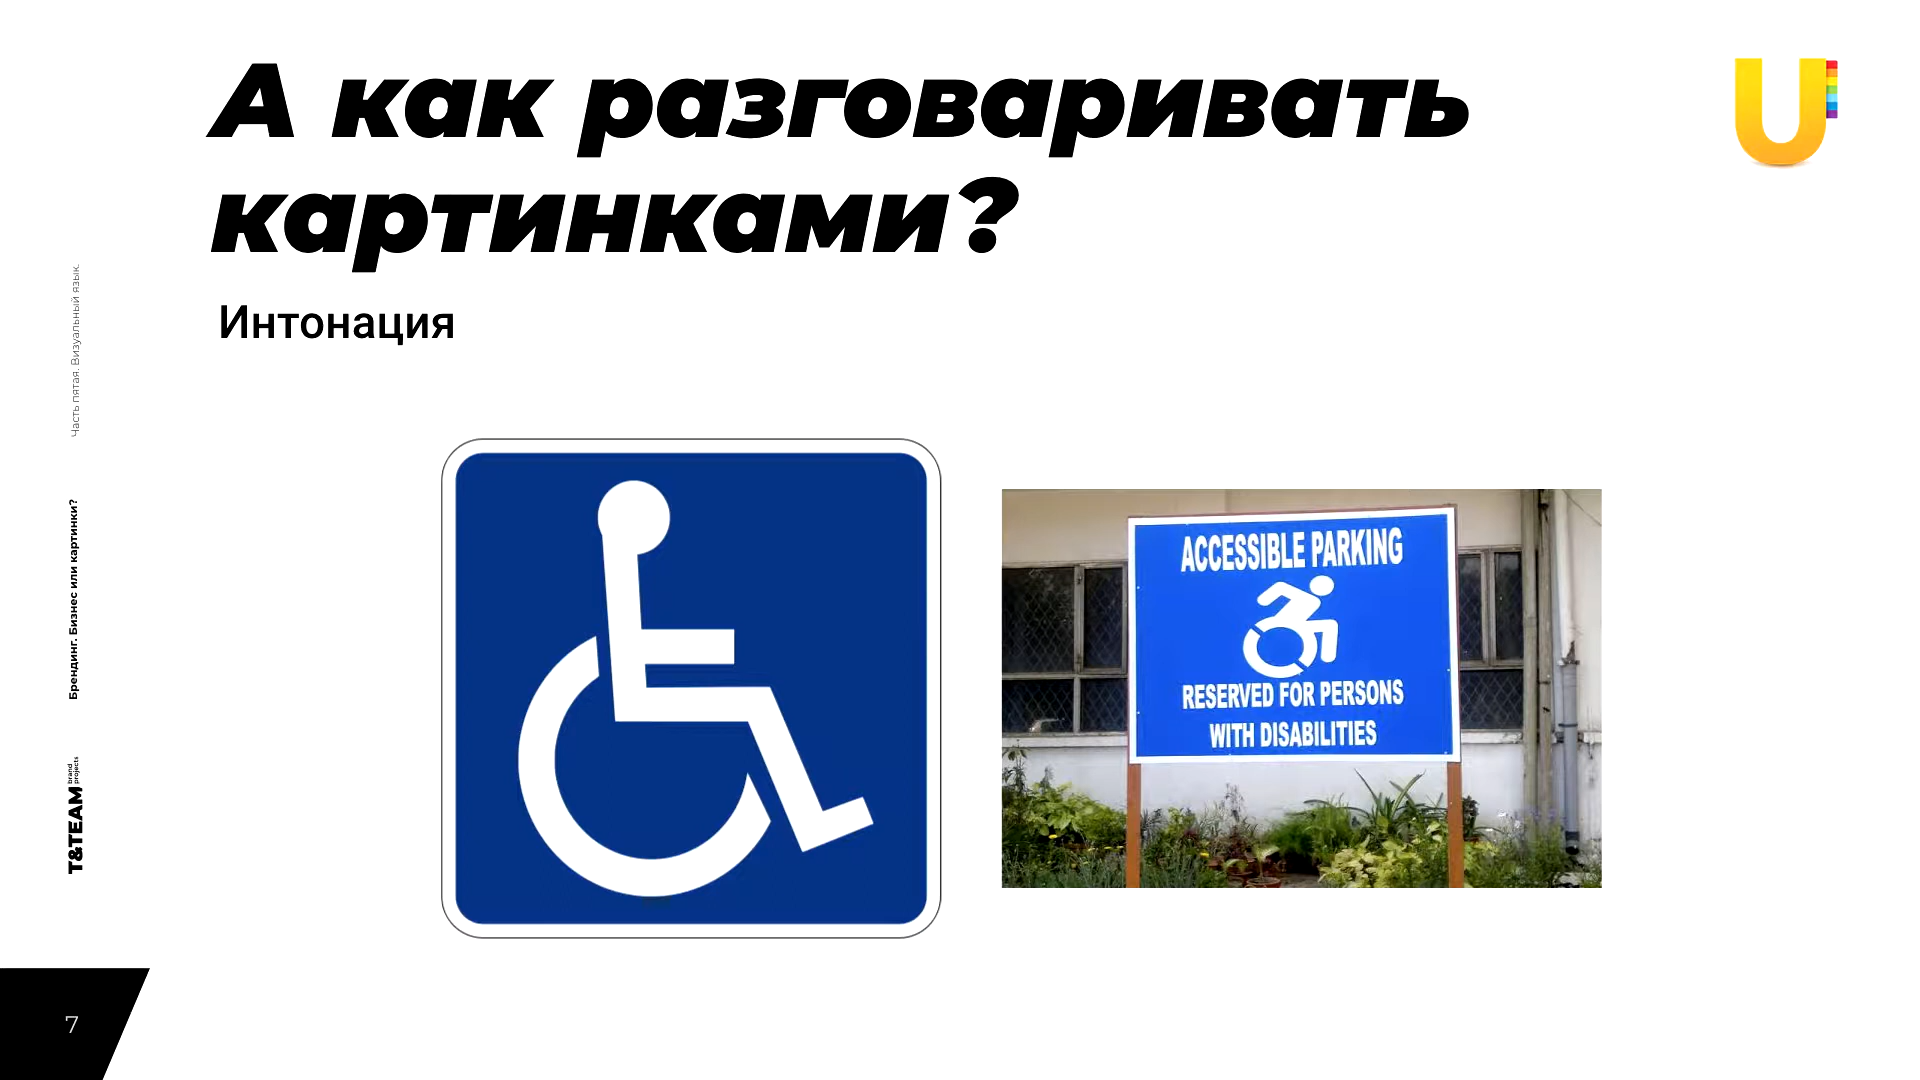 А как разговаривать
картинками?
Интонация
ACCESSIBLE PARKING
RESERVED FOR PERSONS
WITH DISABILITIES
Часть пятая. Визуальный язык.
Брендинг. Бизнес или картинки?
T&TEAM brand projects
7
U